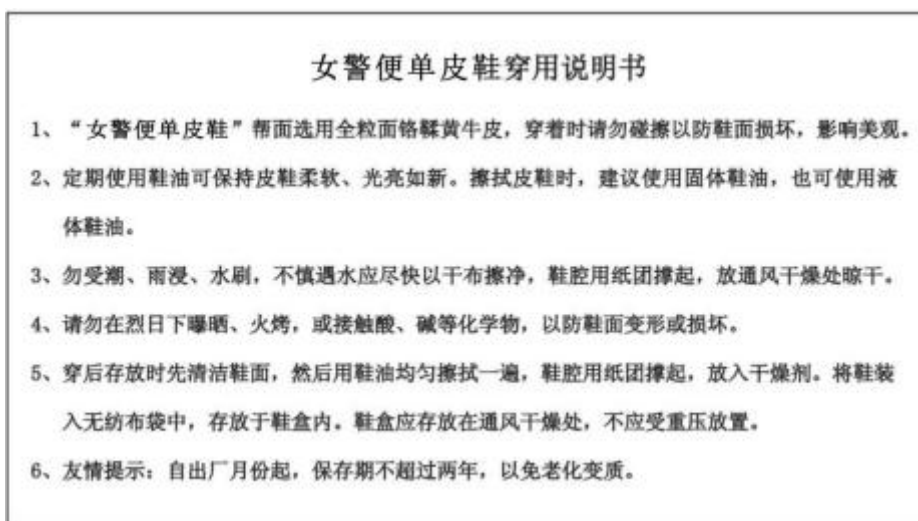 女警便单皮鞋穿用说明书
1、“女警便单皮鞋”帮面选用全粒面铬鞣黄牛皮，穿着时请勿碰擦以防鞋面损坏，影响美观。
2、定期使用鞋油可保持皮鞋柔软、光亮如新。擦拭皮鞋时，建议使用固体鞋油，也可使用液
体鞋油。
3、勿受潮、雨浸、水刷，不慎遇水应尽快以干布擦净，鞋腔用纸团撑起，放通风干燥处晾干。
4、请勿在烈日下曝晒、火烤，或接触酸、碱等化学物，以防鞋面变形或损坏。
5、穿后存放时先清洁鞋面，然后用鞋油均匀擦拭一遍，鞋腔用纸团撑起，放入干燥剂。将鞋装
入无纺布袋中，存放于鞋盒内。鞋盒应存放在通风干燥处，不应受重压放置。
6、友情提示：自出厂月份起，保存期不超过两年，以免老化变质。